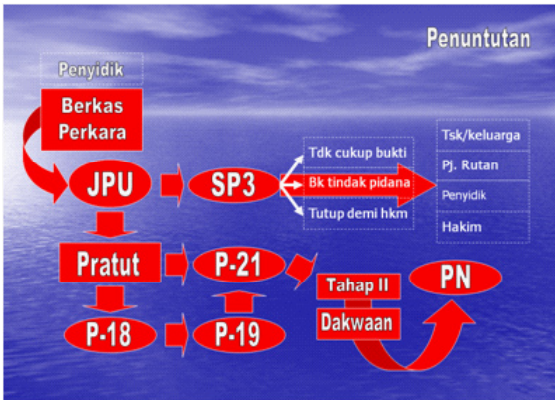 Penuntutan
Penyidik
Berkas
Perkara
JPU
SP3
Tdk cukup bukti
Bk tindak pidana
Tutup demi hkm
Tsk/keluarga
Pj. Rutan
Penyidik
Hakim
Pratut
P-21
Tahap II
Dakwaan
PN
P-18
P-19